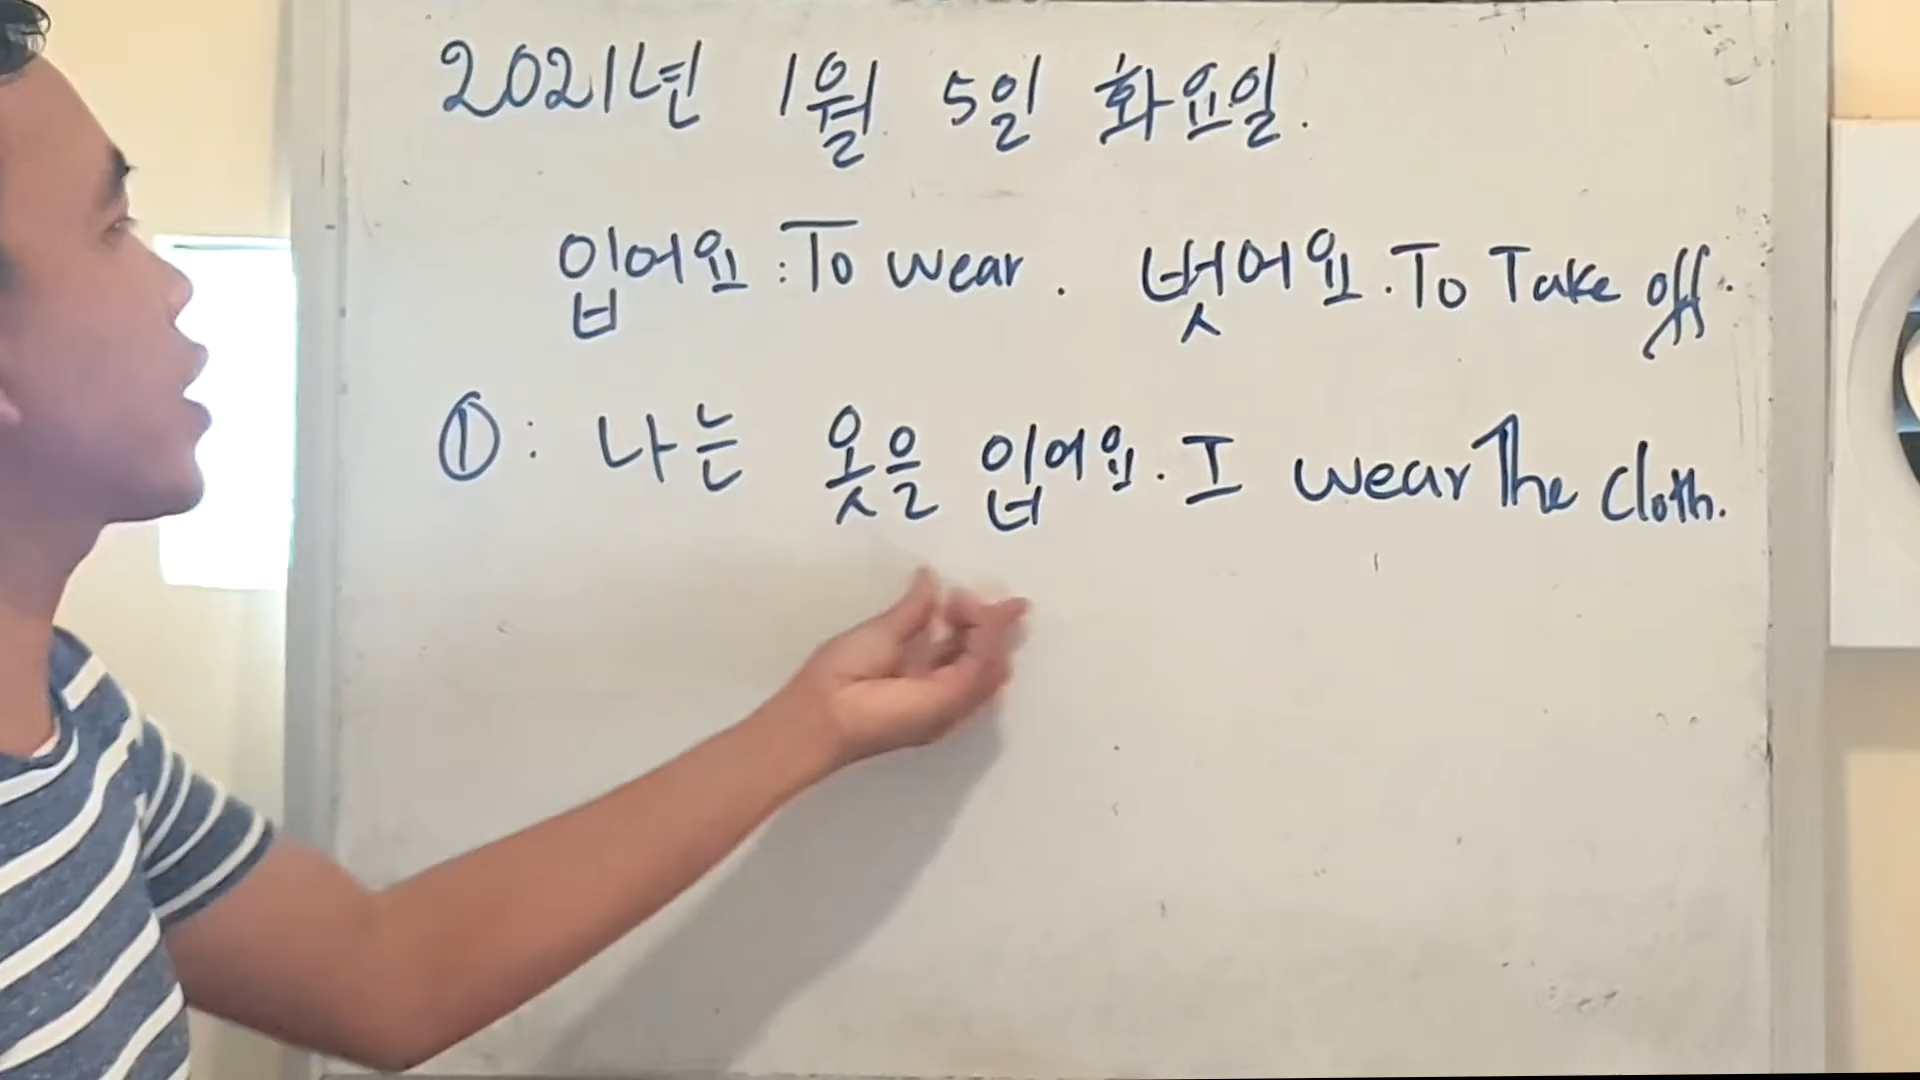 2021년 1월 5일 화요일.
입어요 : To wear. 벗어요. To Take off.
①: 나는 옷을 입어요. I wear The cloth.